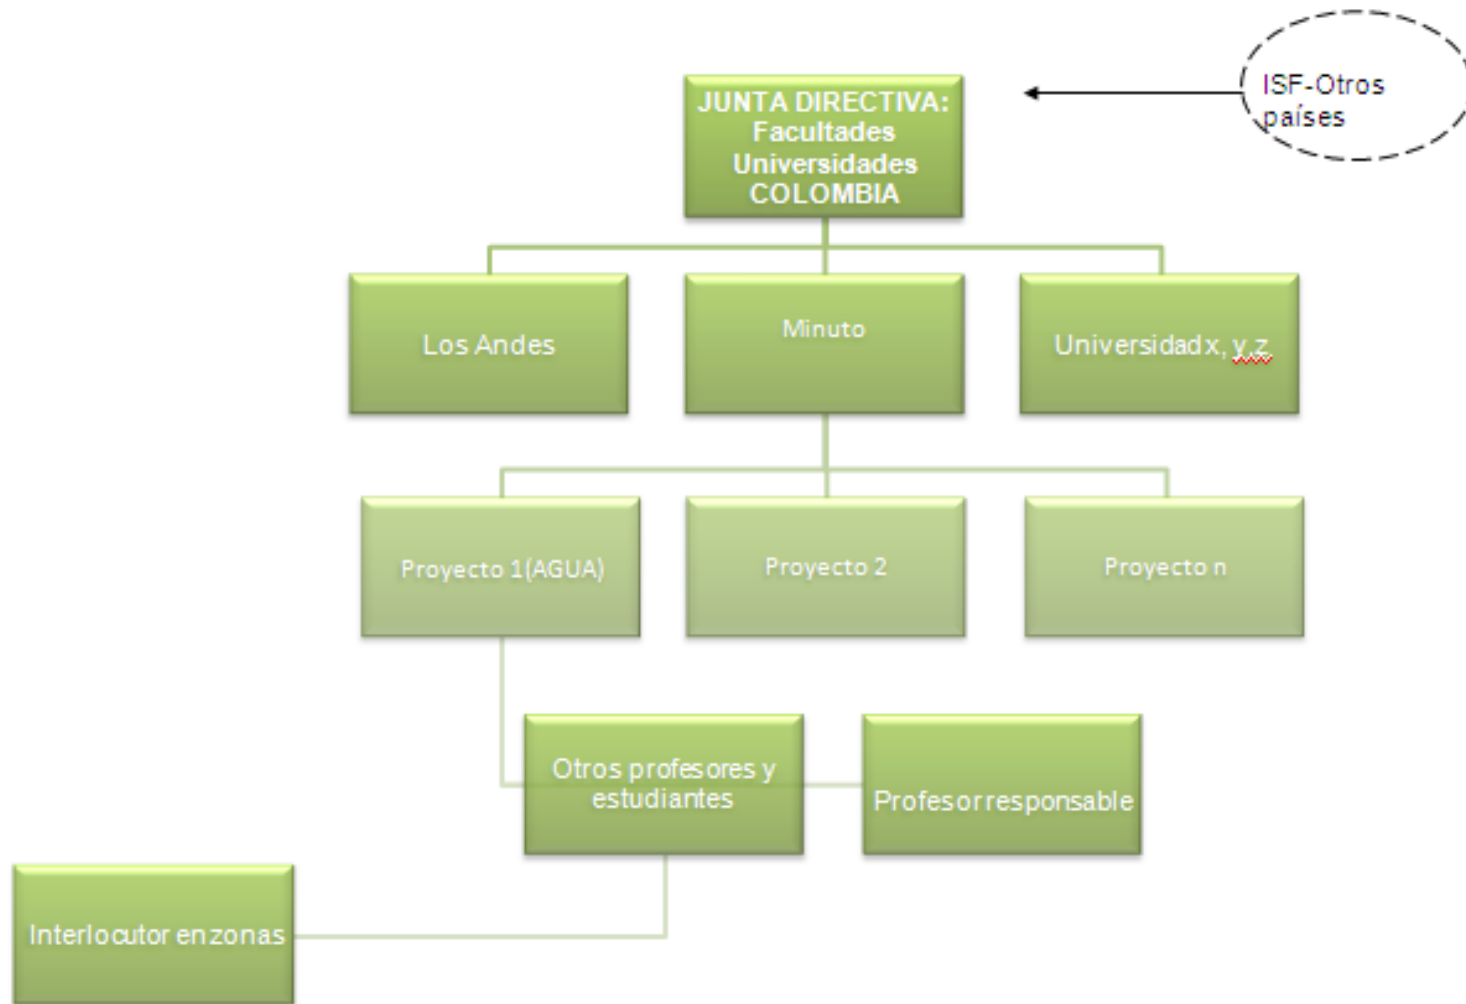 ISF-Otros
países
JUNTA DIRECTIVA:
Facultades
Universidades
COLOMBIA
Los Andes
Minuto
Universidad x, y,z,
Proyecto 1(AGUA)
Proyecto 2
Proyecto n
Otros profesores y
estudiantes
Profesor responsable
Interlocutor en zonas